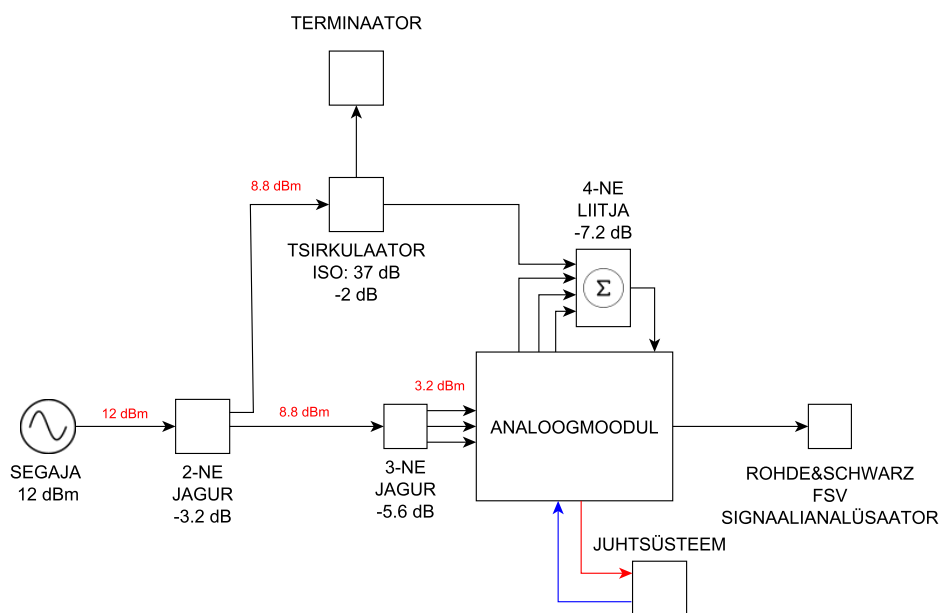 TERMINAATOR
8.8 dBm
4-NE
LIITJA
-7.2 dB
TSIRKULAATOR
ISO: 37 dB
-2 dB
Σ
3.2 dBm
12 dBm
8.8 dBm
ANALOOGMOODUL
SEGAJA
12 dBm
2-NE
JAGUR
-3.2 dB
3-NE
JAGUR
-5.6 dB
ROHDE&SCHWARZ
FSV
SIGNAALIANALÜSAATOR
JUHTSÜSTEEM